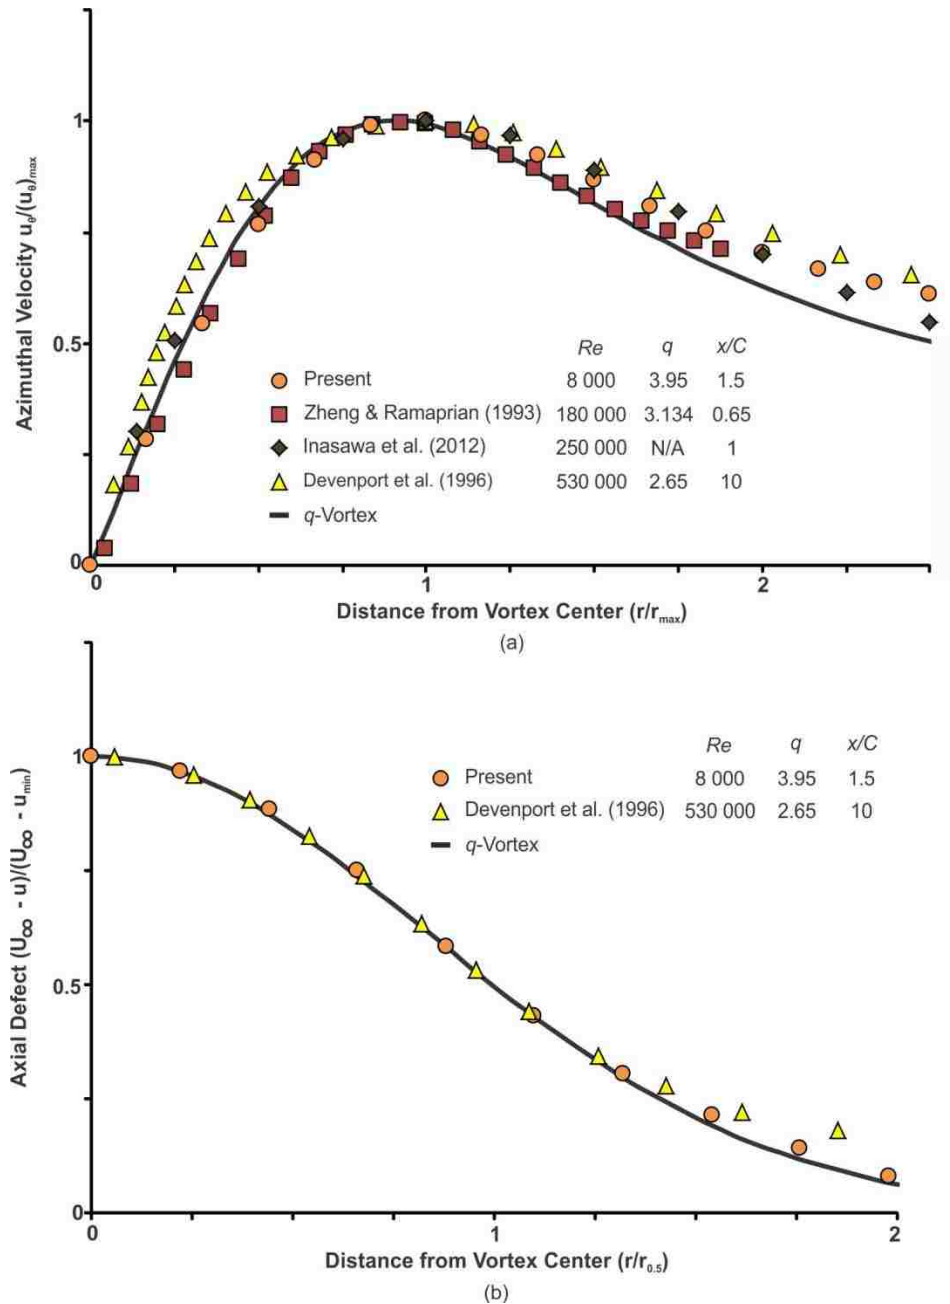 Azimuthal Velocity uθ/(uθ)max
1
0.5
0
0
1
2
Re q x/C
Present 8 000 3.95 1.5
Zheng & Ramaprian (1993) 180 000 3.134 0.65
Inasawa et al. (2012) 250 000 N/A 1
Devenport et al. (1996) 530 000 2.65 10
q-Vortex
Distance from Vortex Center (r/rmax)
(a)
Axial Defect (U∞ - u)/(U∞ - umin)
1
0.5
0
0
1
2
Re q x/C
Present 8 000 3.95 1.5
Devenport et al. (1996) 530 000 2.65 10
q-Vortex
Distance from Vortex Center (r/r0.5)
(b)